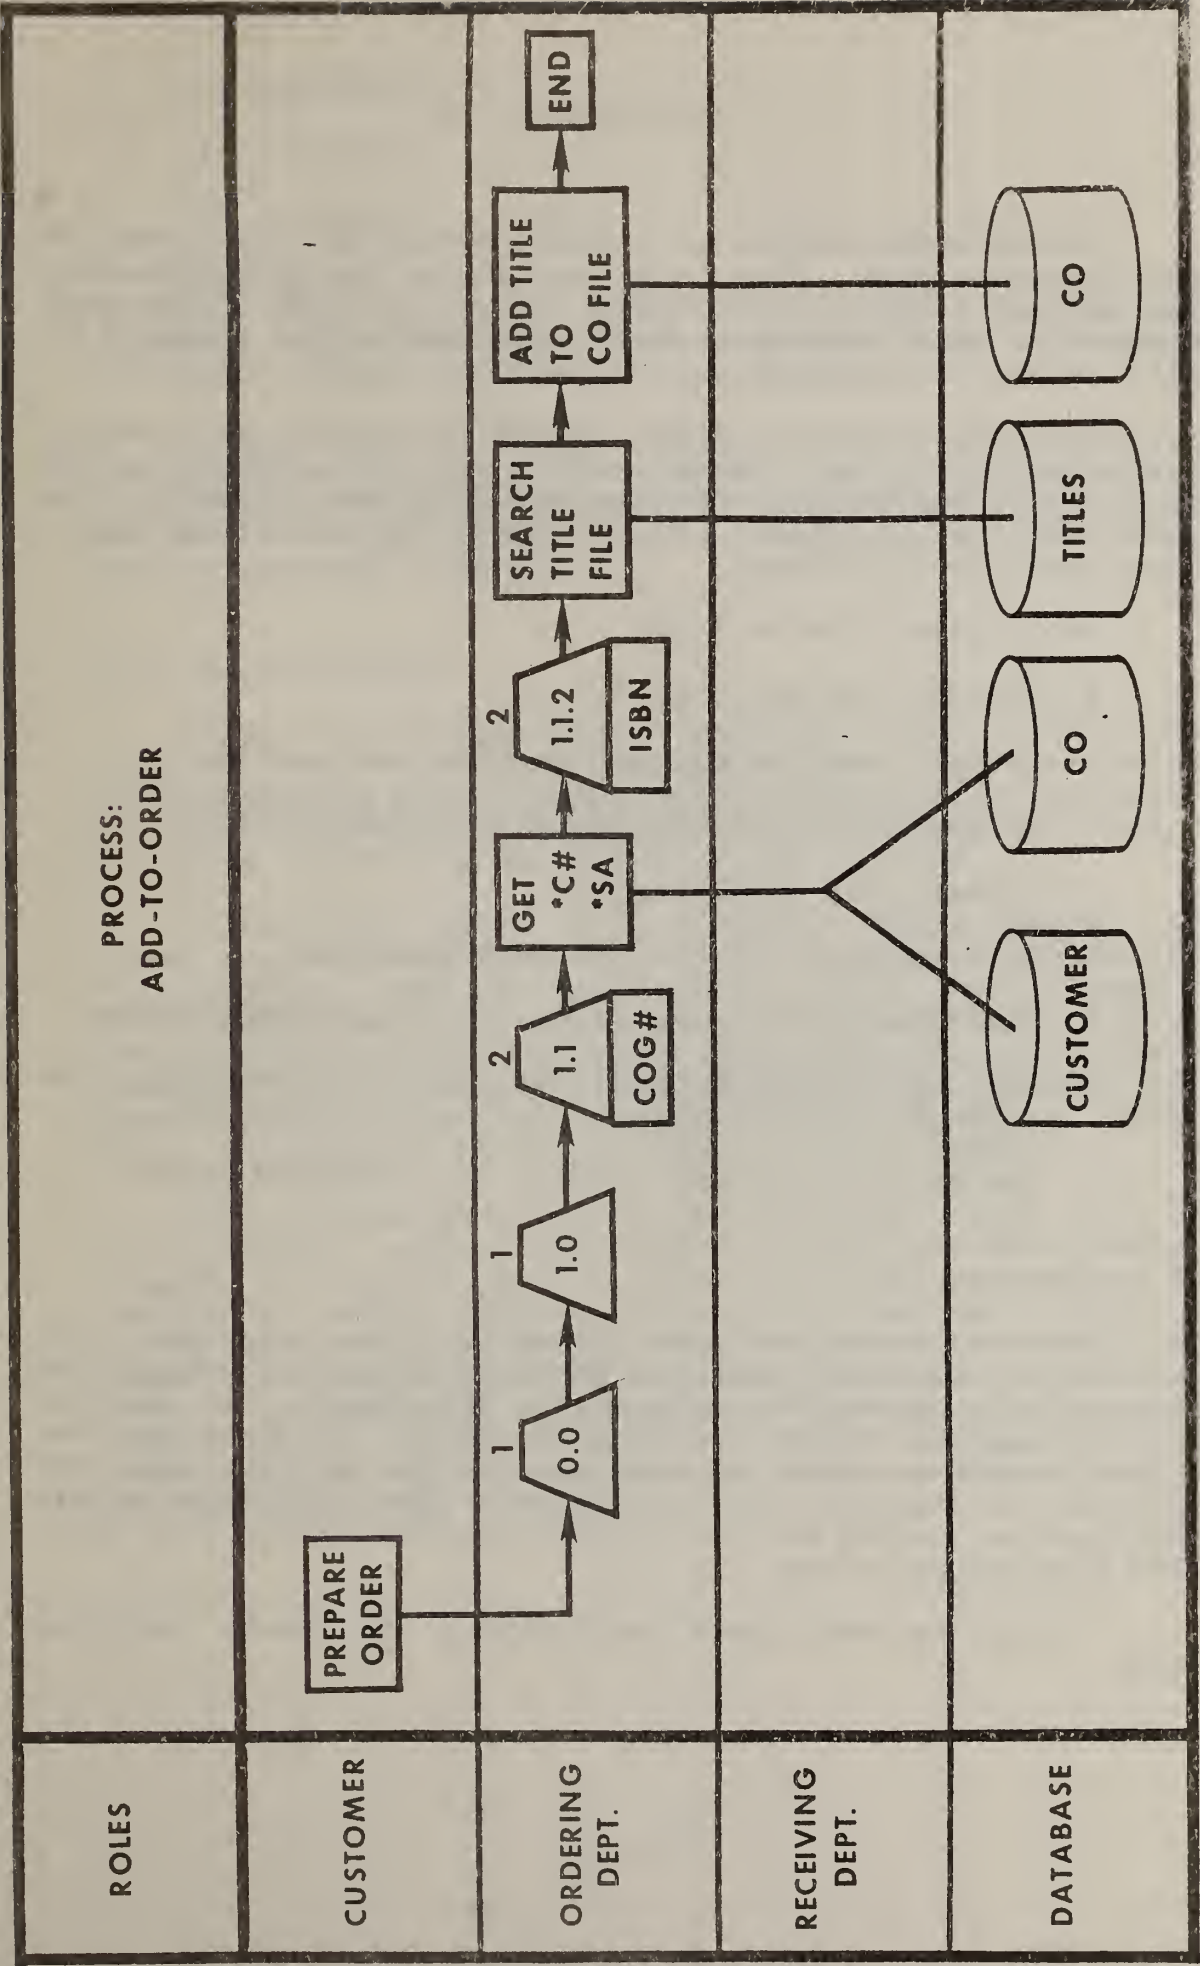 ROLES
PROCESS:
ADD-TO-ORDER
CUSTOMER
PREPARE
ORDER
ORDERING
DEPT.
1
0.0
1
1.0
2
1.1
COG#
GET
*C#
*SA
2
1.1.2
ISBN
SEARCH
TITLE
FILE
ADD TITLE
TO
CO FILE
END
RECEIVING
DEPT.
DATABASE
CUSTOMER
CO
TITLES
CO